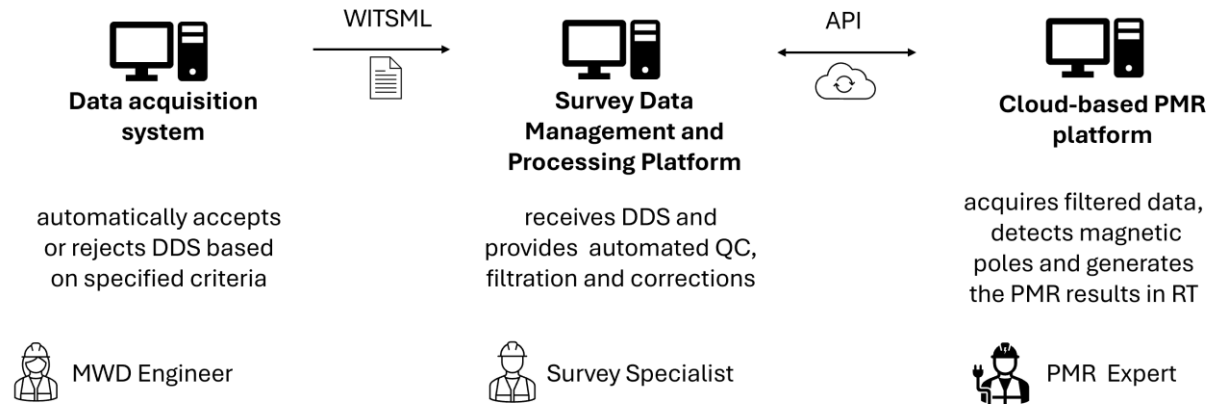 WITSML
API
Data acquisition
system
Survey Data
Management and
Processing Platform
Cloud-based PMR
platform
automatically accepts
or rejects DDS based
on specified criteria
receives DDS and
provides automated QC,
filtration and corrections
acquires filtered data,
detects magnetic
poles and generates
the PMR results in RT
MWD Engineer
Survey Specialist
PMR Expert